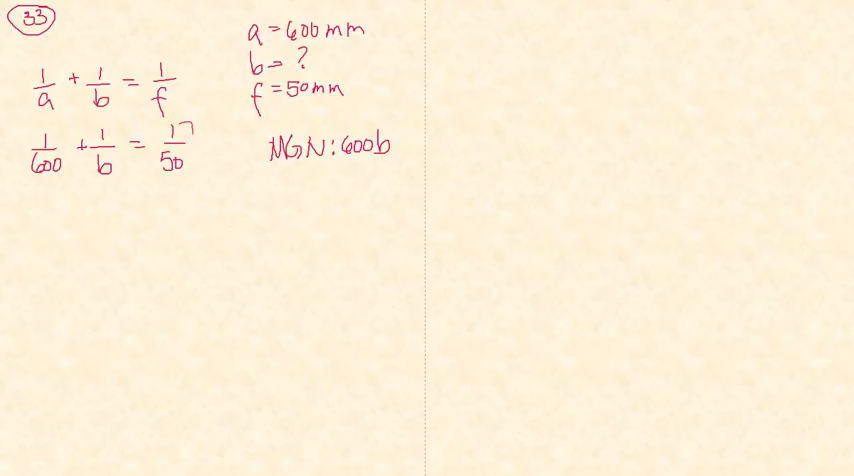 33
a = 600 mm
b = ?
f = 50 mm
1/a + 1/b = 1/f
1/600 + 1/b = 1/50
MGN: 600b